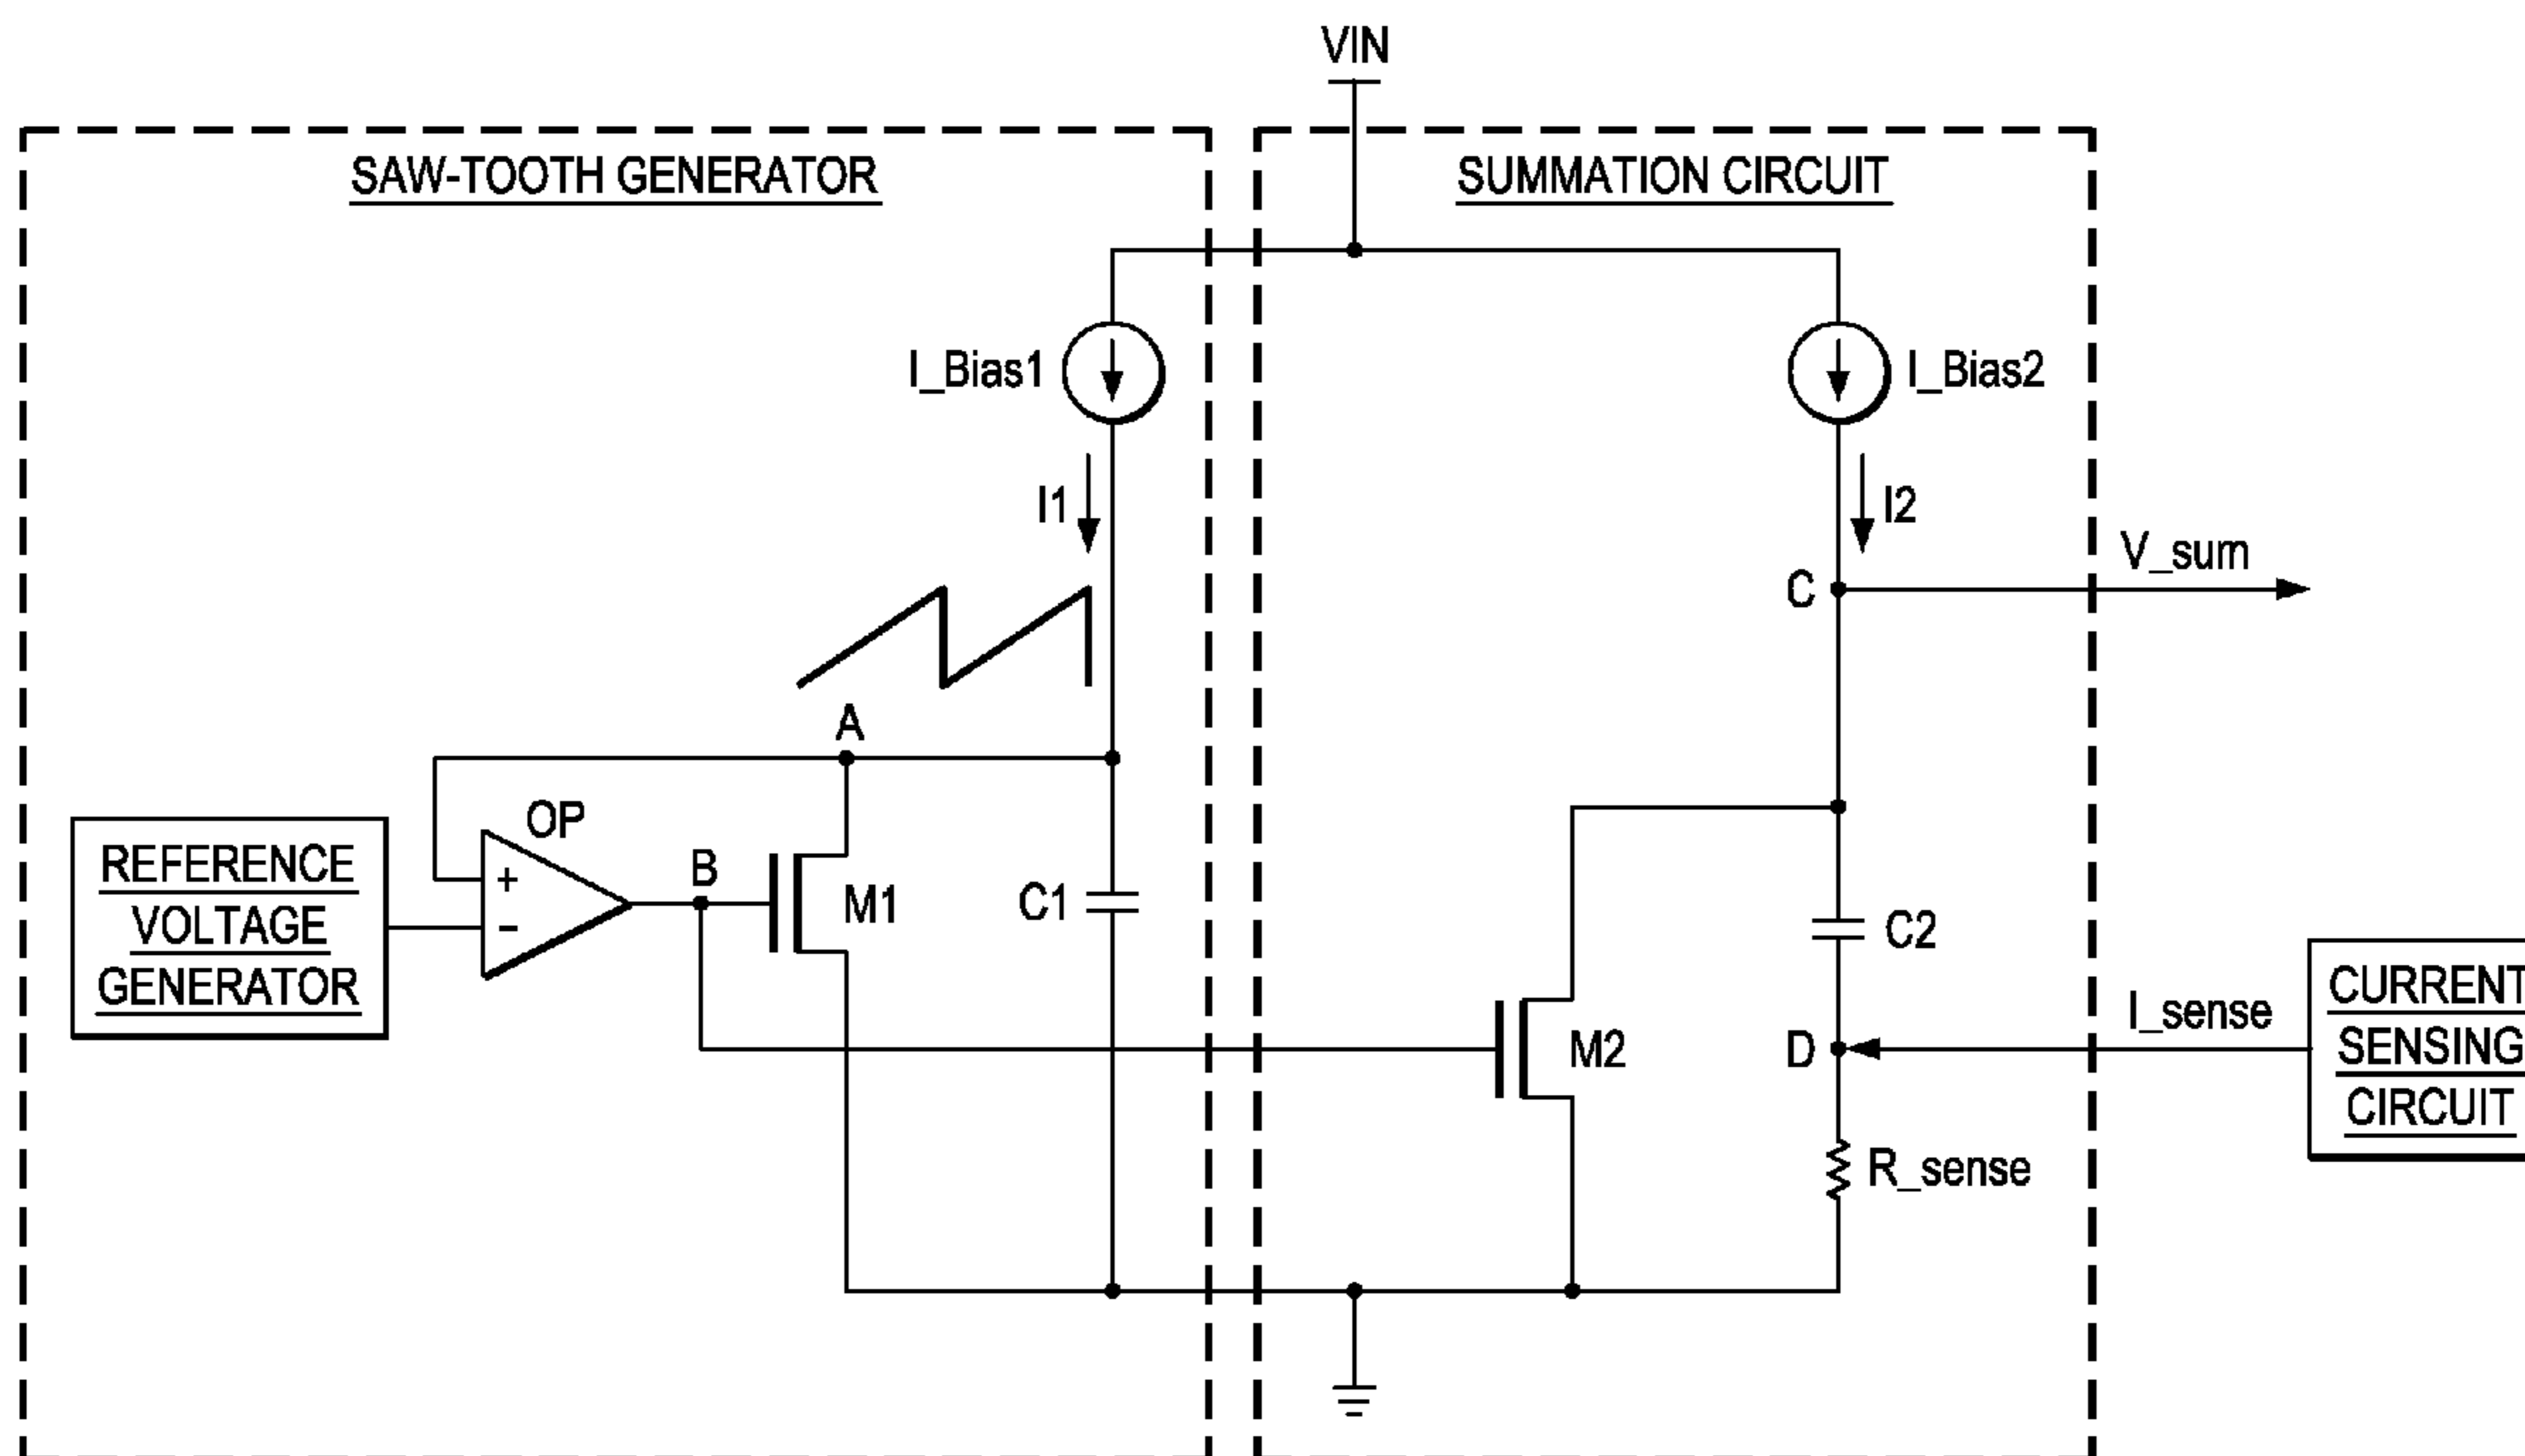 VIN
SAW-TOOTH GENERATOR
SUMMATION CIRCUIT
I_Bias1
I_Bias2
I1
I2
V_sum
C
A
OP
REFERENCE
VOLTAGE
GENERATOR
+
-
B
M1
C1
C2
I_sense
CURRENT
SENSING
CIRCUIT
M2
D
R_sense